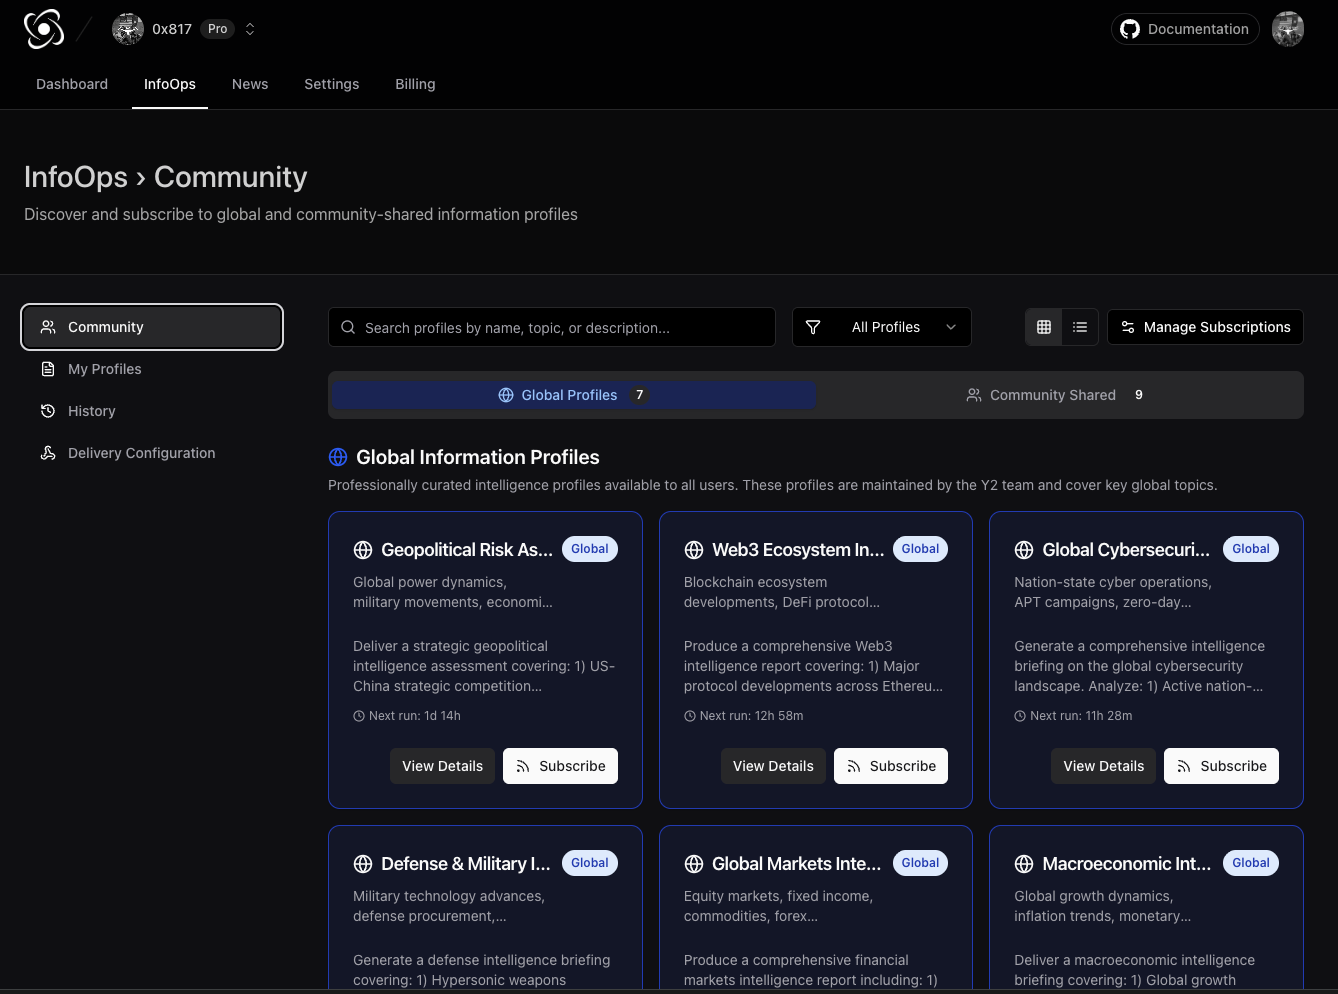 0x817 Pro
Documentation
Dashboard InfoOps News Settings Billing
InfoOps › Community
Discover and subscribe to global and community-shared information profiles
Community
My Profiles
History
Delivery Configuration
Search profiles by name, topic, or description...
All Profiles
Manage Subscriptions
Global Profiles 7
Community Shared 9
Global Information Profiles
Professionally curated intelligence profiles available to all users. These profiles are maintained by the Y2 team and cover key global topics.
Geopolitical Risk As... Global
Global power dynamics,
military movements, economi...
Deliver a strategic geopolitical
intelligence assessment covering: 1) US-
China strategic competition...
Next run: 1d 14h
View Details Subscribe
Web3 Ecosystem In... Global
Blockchain ecosystem
developments, DeFi protocol...
Produce a comprehensive Web3
intelligence report covering: 1) Major
protocol developments across Ethereu...
Next run: 12h 58m
View Details Subscribe
Global Cybersecuri... Global
Nation-state cyber operations,
APT campaigns, zero-day...
Generate a comprehensive intelligence
briefing on the global cybersecurity
landscape. Analyze: 1) Active nation-...
Next run: 11h 28m
View Details Subscribe
Defense & Military I... Global
Military technology advances,
defense procurement,...
Generate a defense intelligence briefing
covering: 1) Hypersonic weapons
Global Markets Inte... Global
Equity markets, fixed income,
commodities, forex...
Produce a comprehensive financial
markets intelligence report including: 1)
Macroeconomic Int... Global
Global growth dynamics,
inflation trends, monetary...
Deliver a macroeconomic intelligence
briefing covering: 1) Global growth